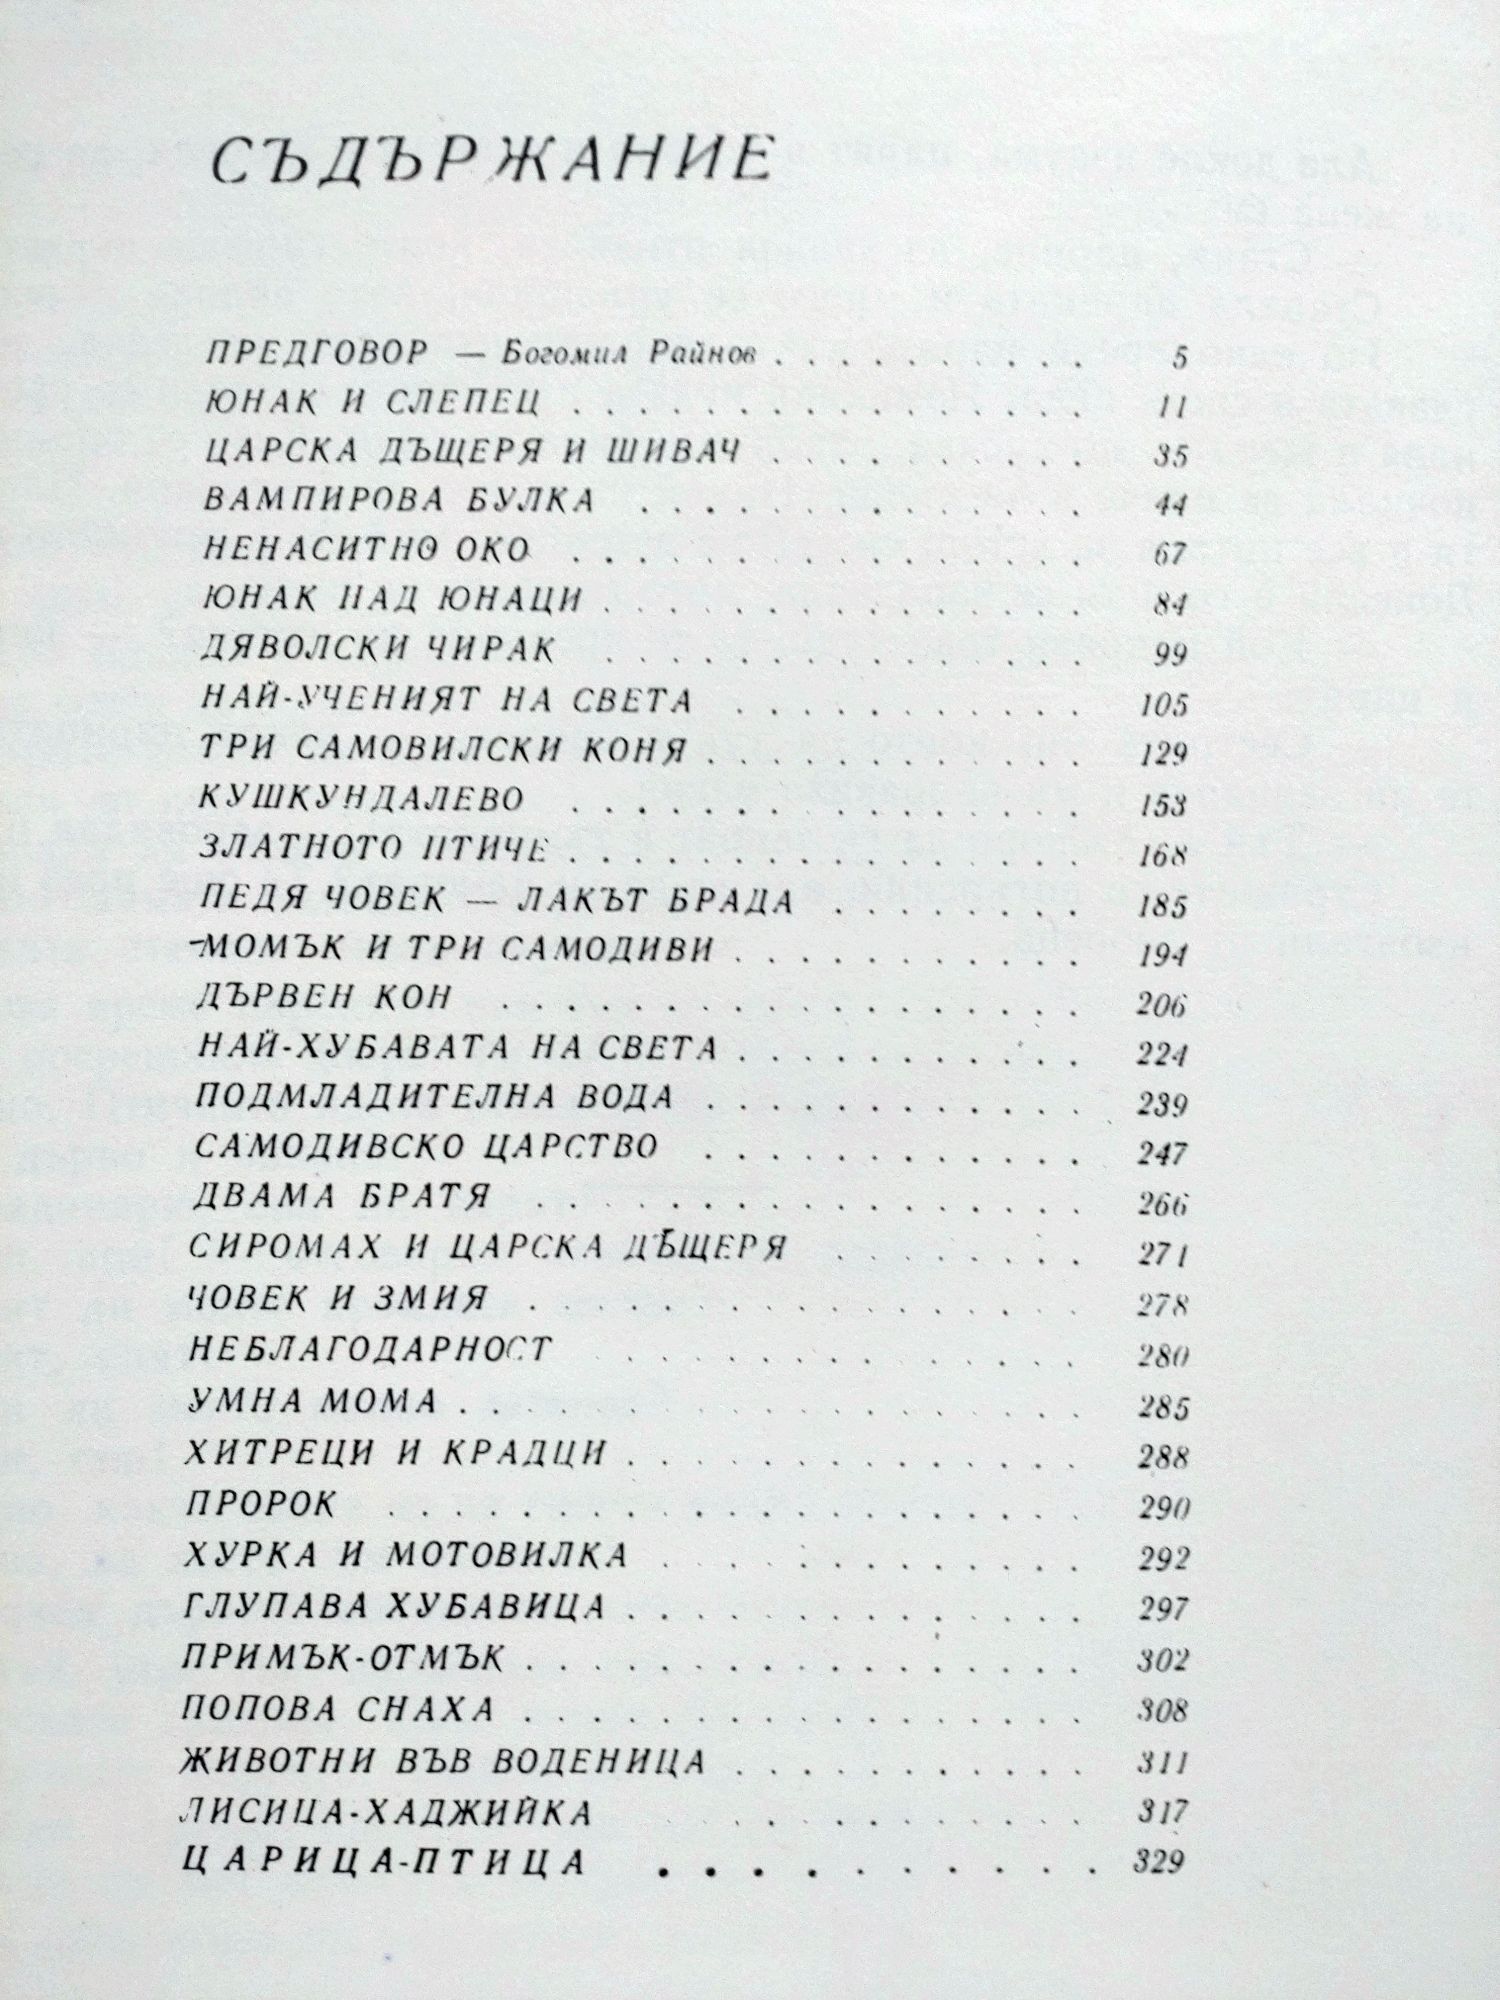 СЪДЪРЖАНИЕ
ПРЕДГОВОР — Богомил Райнов . . . . . . . . . . 5
ЮНАК И СЛЕПЕЦ . . . . . . . . . . . . . . . . 11
ЦАРСКА ДЪЩЕРЯ И ШИВАЧ . . . . . . . . . . 35
ВАМПИРОВА БУЛКА . . . . . . . . . . . . . . 44
НЕНАСИТНО ОКО . . . . . . . . . . . . . . . . 67
ЮНАК НАД ЮНАЦИ . . . . . . . . . . . . . . . 84
ДЯВОЛСКИ ЧИРАК . . . . . . . . . . . . . . . 99
НАЙ-УЧЕНИЯТ НА СВЕТА . . . . . . . . . . . 105
ТРИ САМОВИЛСКИ КОНЯ . . . . . . . . . . . . 129
КУШКУНДАЛЕВО . . . . . . . . . . . . . . . . 153
ЗЛАТНОТО ПТИЧЕ . . . . . . . . . . . . . . . . 168
ПЕДЯ ЧОВЕК — ЛАКЪТ БРАДА . . . . . . . . 185
МОМЪК И ТРИ САМОДИВИ . . . . . . . . . . . 194
ДЪРВЕН КОН . . . . . . . . . . . . . . . . . . 206
НАЙ-ХУБАВАТА НА СВЕТА . . . . . . . . . . . 224
ПОДМЛАДИТЕЛНА ВОДА . . . . . . . . . . . . 239
САМОДИВСКО ЦАРСТВО . . . . . . . . . . . . 247
ДВАМА БРАТЯ . . . . . . . . . . . . . . . . . 266
СИРОМАХ И ЦАРСКА ДЪЩЕРЯ . . . . . . . . 271
ЧОВЕК И ЗМИЯ . . . . . . . . . . . . . . . . . 278
НЕБЛАГОДАРНОСТ . . . . . . . . . . . . . . . 280
УМНА МОМА . . . . . . . . . . . . . . . . . . . 285
ХИТРЕЦИ И КРАДЦИ . . . . . . . . . . . . . . 288
ПРОРОК . . . . . . . . . . . . . . . . . . . . . 290
ХУРКА И МОТОВИЛКА . . . . . . . . . . . . . 292
ГЛУПАВА ХУБАВИЦА . . . . . . . . . . . . . . 297
ПРИМЪК-ОТМЪК . . . . . . . . . . . . . . . . . 302
ПОПОВА СНАХА . . . . . . . . . . . . . . . . . 308
ЖИВОТНИ ВЪВ ВОДЕНИЦА . . . . . . . . . . . 311
ЛИСИЦА-ХАДЖИЙКА . . . . . . . . . . . . . 317
ЦАРИЦА-ПТИЦА . . . . . . . . . . 329